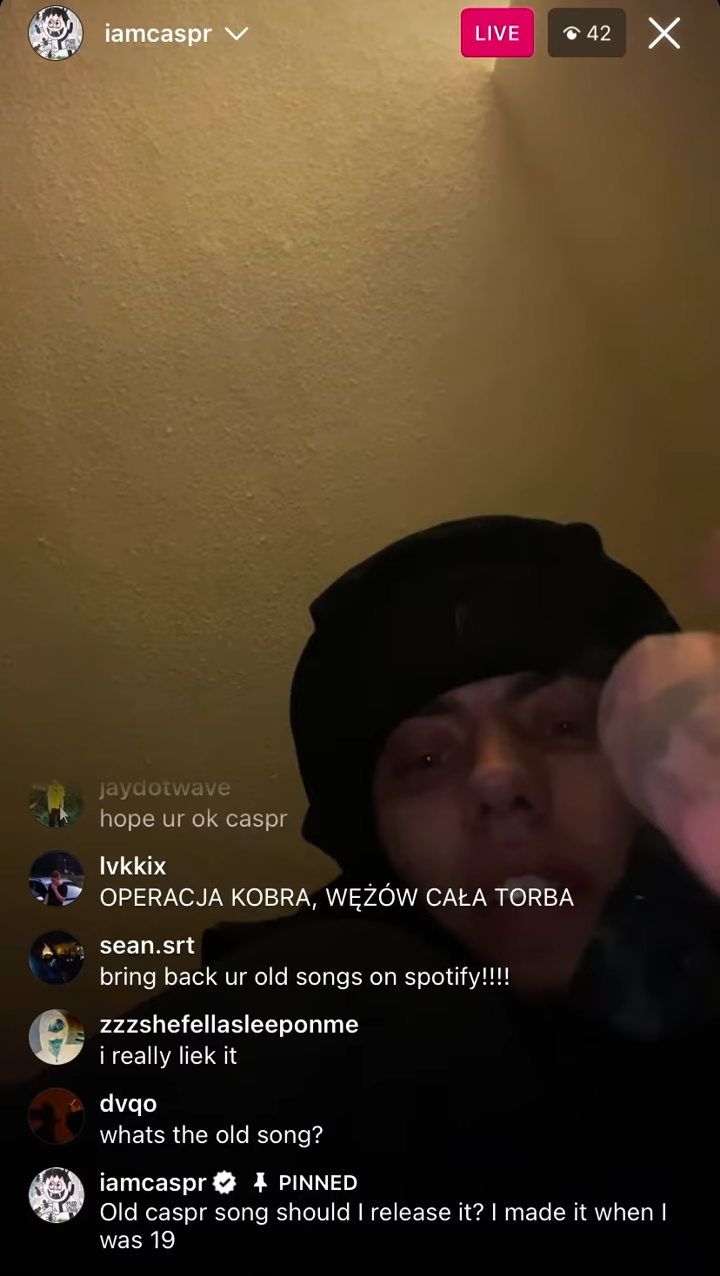 iamcaspr
LIVE
42
jaydotwave
hope ur ok caspr
lvkkix
OPERACJA KOBRA, WĘŻÓW CAŁA TORBA
sean.srt
bring back ur old songs on spotify!!!!
zzzshefellasleeponme
i really liek it
dvqo
whats the old song?
iamcaspr PINNED
Old caspr song should I release it? I made it when I
was 19